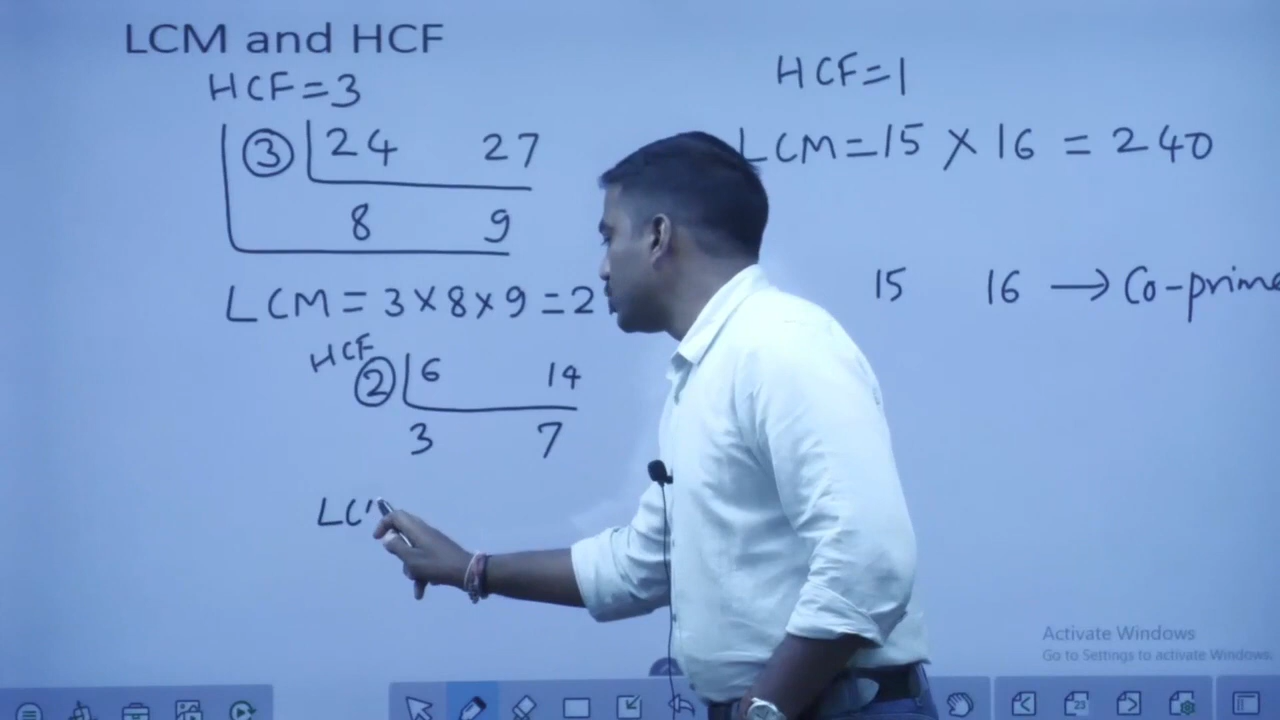 LCM and HCF
HCF=3
3 24 27
8 9
LCM = 3×8×9 = 2
HCF
2 6 14
3 7
LC
HCF=1
LCM=15 × 16 = 240
15 16 → Co-prime
Activate Windows
Go to Settings to activate Windows.
23